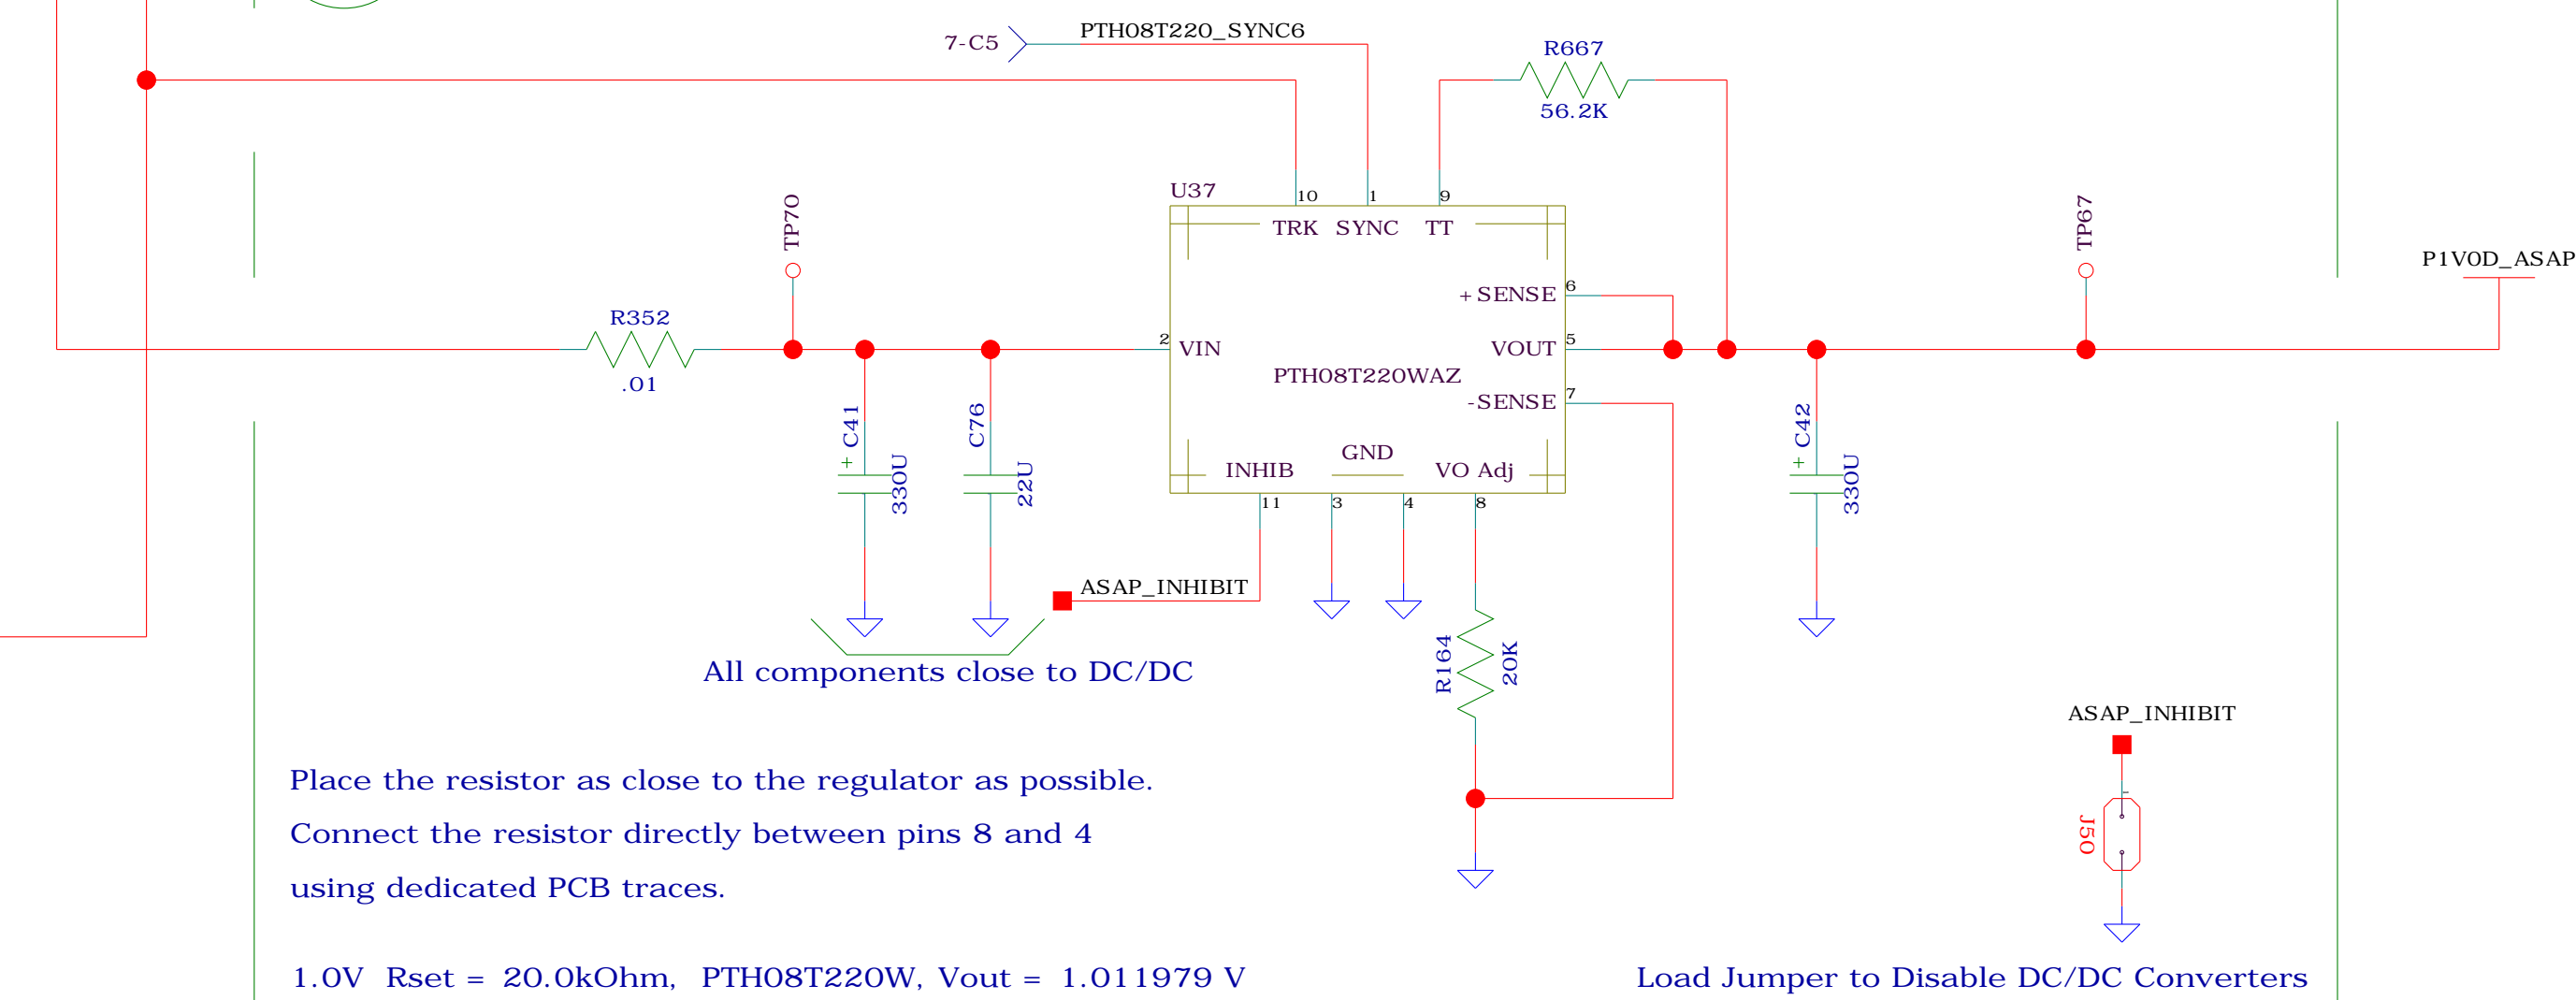 7-C5
PTH08T220_SYNC6
R667
56.2K
U37
10
1
9
TRK
SYNC
TT
TP70
TP67
P1V0D_ASAP
+SENSE
6
R352
.01
2
VIN
VOUT
5
PTH08T220WAZ
-SENSE
7
C41
+
330U
C76
22U
C42
+
330U
GND
INHIB
VO Adj
11
3
4
8
ASAP_INHIBIT
R164
20K
All components close to DC/DC
ASAP_INHIBIT
J50
Place the resistor as close to the regulator as possible.
Connect the resistor directly between pins 8 and 4
using dedicated PCB traces.
1.0V Rset = 20.0kOhm, PTH08T220W, Vout = 1.011979 V
Load Jumper to Disable DC/DC Converters